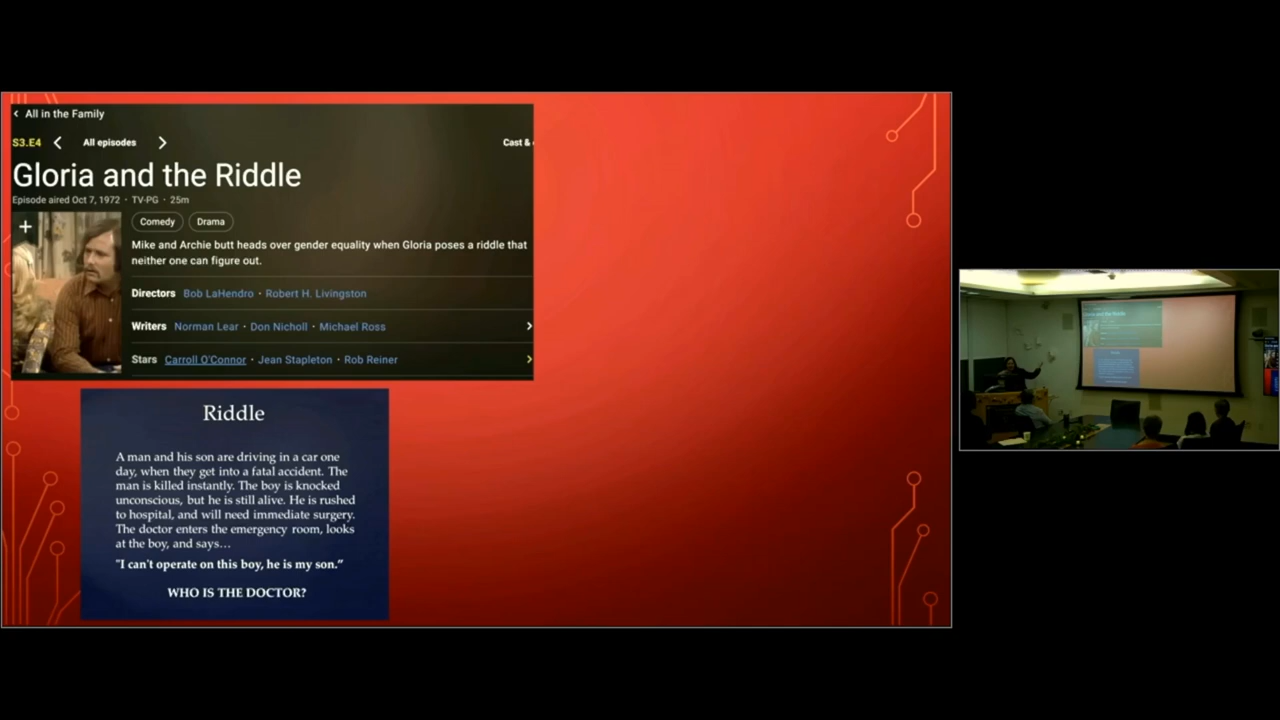 < All in the Family
S3.E4 < All episodes >
Cast &
Gloria and the Riddle
Episode aired Oct 7, 1972 · TV-PG · 25m
+
Comedy Drama
Mike and Archie butt heads over gender equality when Gloria poses a riddle that
neither one can figure out.
Directors Bob LaHendro · Robert H. Livingston
Writers Norman Lear · Don Nicholl · Michael Ross >
Stars Carroll O'Connor · Jean Stapleton · Rob Reiner >
Riddle
A man and his son are driving in a car one
day, when they get into a fatal accident. The
man is killed instantly. The boy is knocked
unconscious, but he is still alive. He is rushed
to hospital, and will need immediate surgery.
The doctor enters the emergency room, looks
at the boy, and says…
"I can't operate on this boy, he is my son.”
WHO IS THE DOCTOR?
Gloria and the Riddle